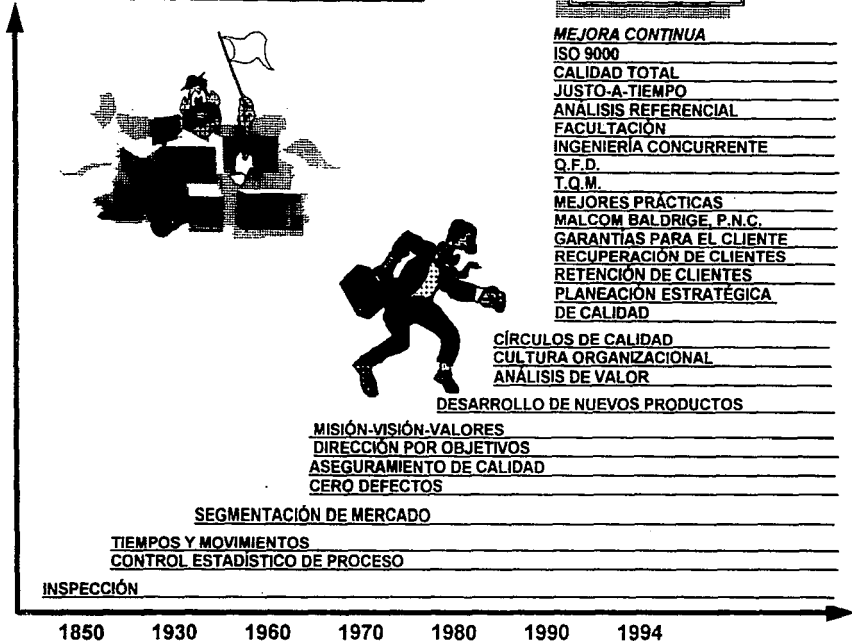 MEJORA CONTINUA
ISO 9000
CALIDAD TOTAL
JUSTO-A-TIEMPO
ANÁLISIS REFERENCIAL
FACULTACIÓN
INGENIERÍA CONCURRENTE
Q.F.D.
T.Q.M.
MEJORES PRÁCTICAS
MALCOM BALDRIGE, P.N.C.
GARANTÍAS PARA EL CLIENTE
RECUPERACIÓN DE CLIENTES
RETENCIÓN DE CLIENTES
PLANEACIÓN ESTRATÉGICA
DE CALIDAD
CÍRCULOS DE CALIDAD
CULTURA ORGANIZACIONAL
ANÁLISIS DE VALOR
DESARROLLO DE NUEVOS PRODUCTOS
MISIÓN-VISIÓN-VALORES
DIRECCIÓN POR OBJETIVOS
ASEGURAMIENTO DE CALIDAD
CERO DEFECTOS
SEGMENTACIÓN DE MERCADO
TIEMPOS Y MOVIMIENTOS
CONTROL ESTADÍSTICO DE PROCESO
INSPECCIÓN
1850 1930 1960 1970 1980 1990 1994